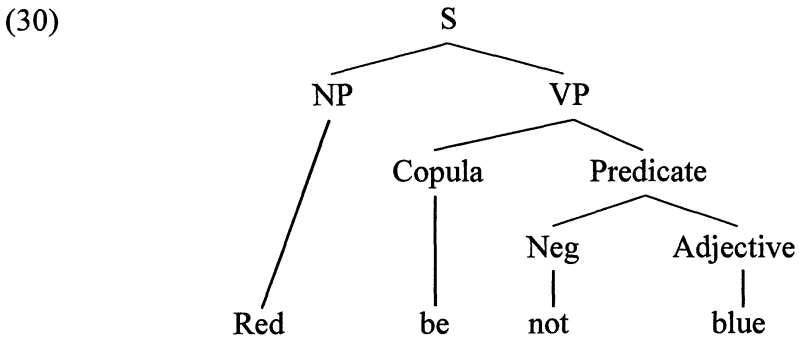 (30)
S
NP VP
Copula Predicate
Neg Adjective
Red be not blue